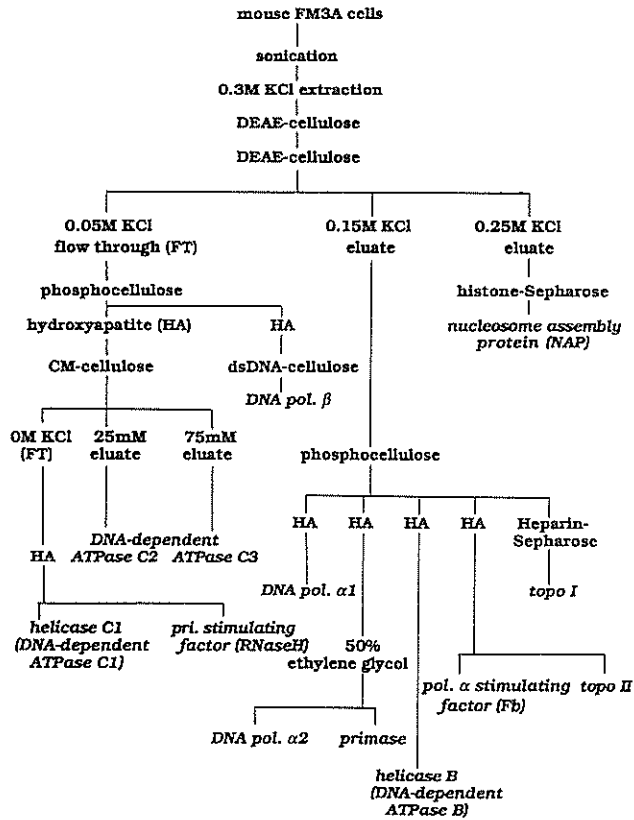 mouse FM3A cells
sonication
0.3M KCl extraction
DEAE-cellulose
DEAE-cellulose
0.05M KCl
flow through (FT)
0.15M KCl
eluate
0.25M KCl
eluate
phosphocellulose
histone-Sepharose
hydroxyapatite (HA)
HA
nucleosome assembly
protein (NAP)
CM-cellulose
dsDNA-cellulose
DNA pol. β
0M KCl
(FT)
25mM
eluate
75mM
eluate
phosphocellulose
HA
HA
HA
HA
Heparin-
Sepharose
DNA-dependent
ATPase C2 ATPase C3
HA
DNA pol. α1
topo I
helicase C1
(DNA-dependent
ATPase C1)
pri. stimulating
factor (RNaseH)
50%
ethylene glycol
pol. α stimulating
factor (Fb)
topo II
DNA pol. α2
primase
helicase B
(DNA-dependent
ATPase B)